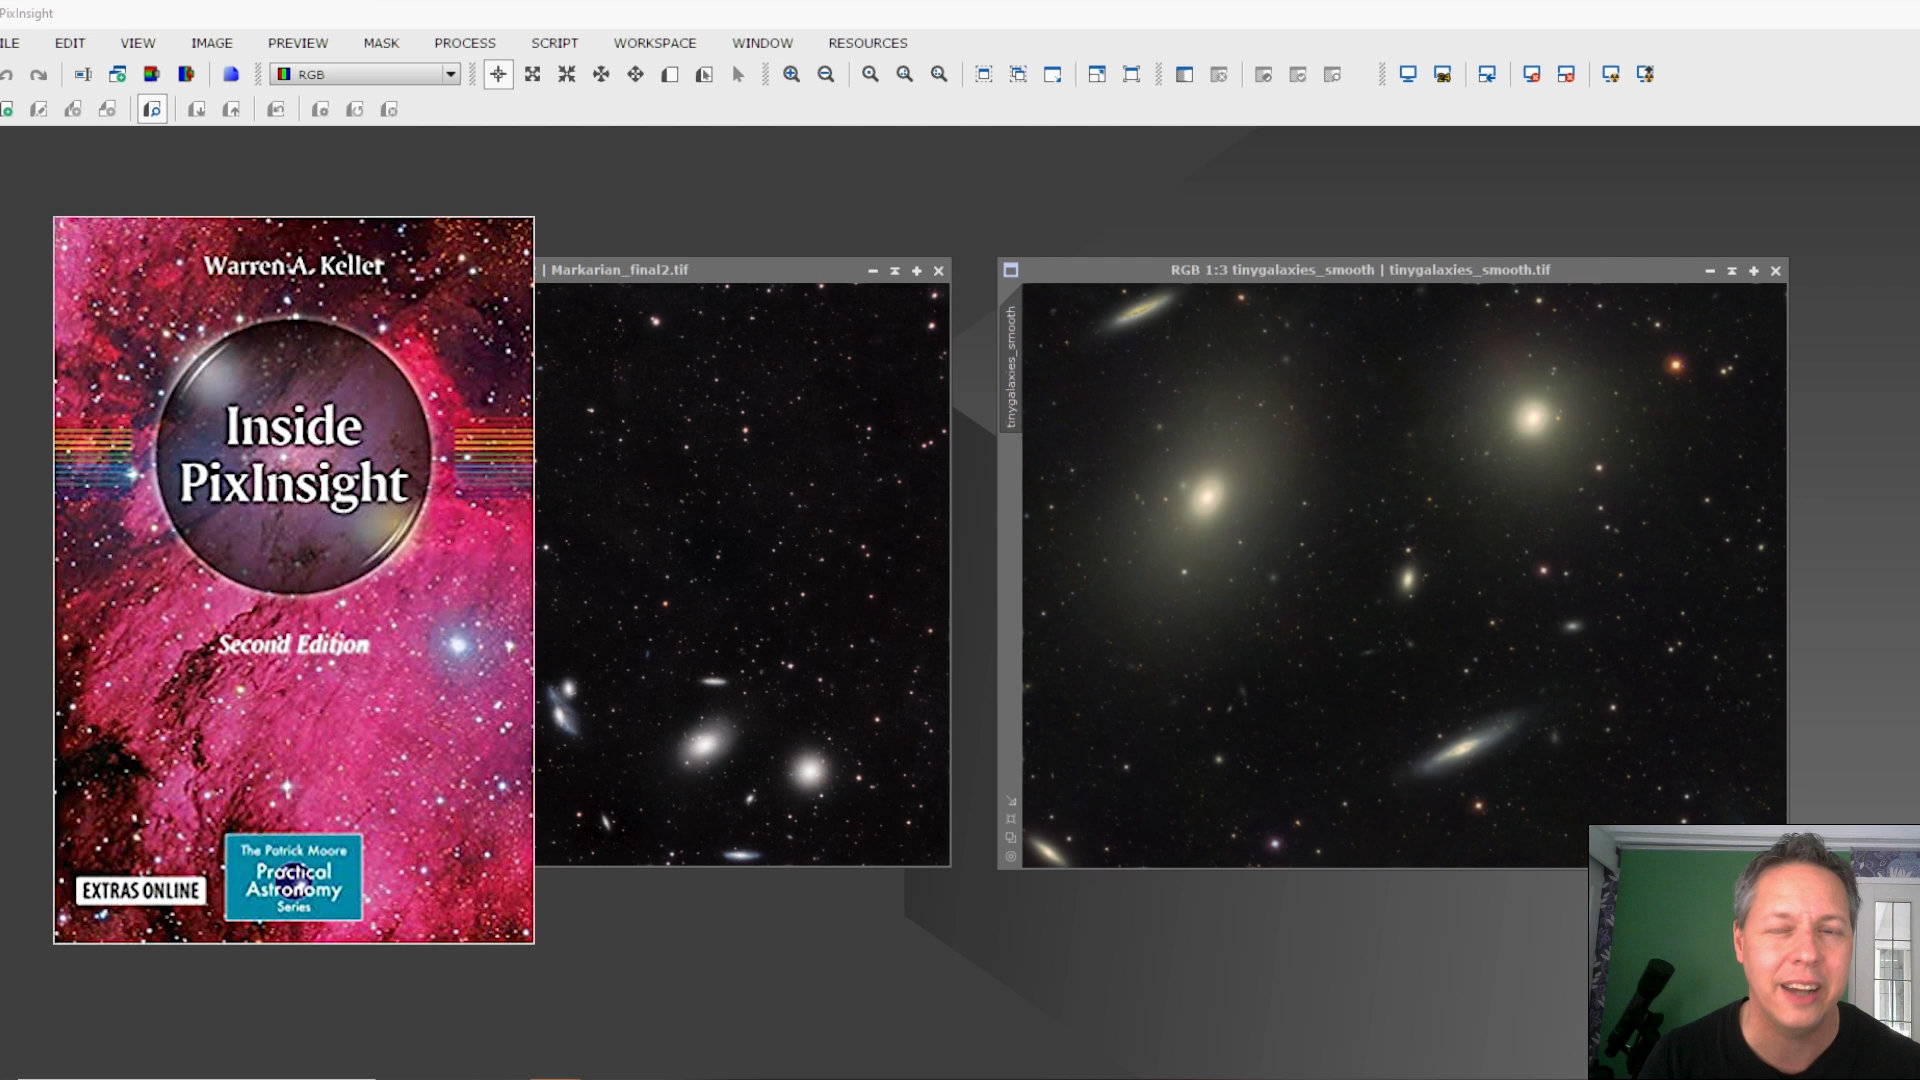 PixInsight
ILE EDIT VIEW IMAGE PREVIEW MASK PROCESS SCRIPT WORKSPACE WINDOW RESOURCES
RGB
Warren A. Keller
Inside
PixInsight
Second Edition
EXTRAS ONLINE
The Patrick Moore
Practical
Astronomy
Series
| Markarian_final2.tif
RGB 1:3 tinygalaxies_smooth | tinygalaxies_smooth.tif
tinygalaxies_smooth